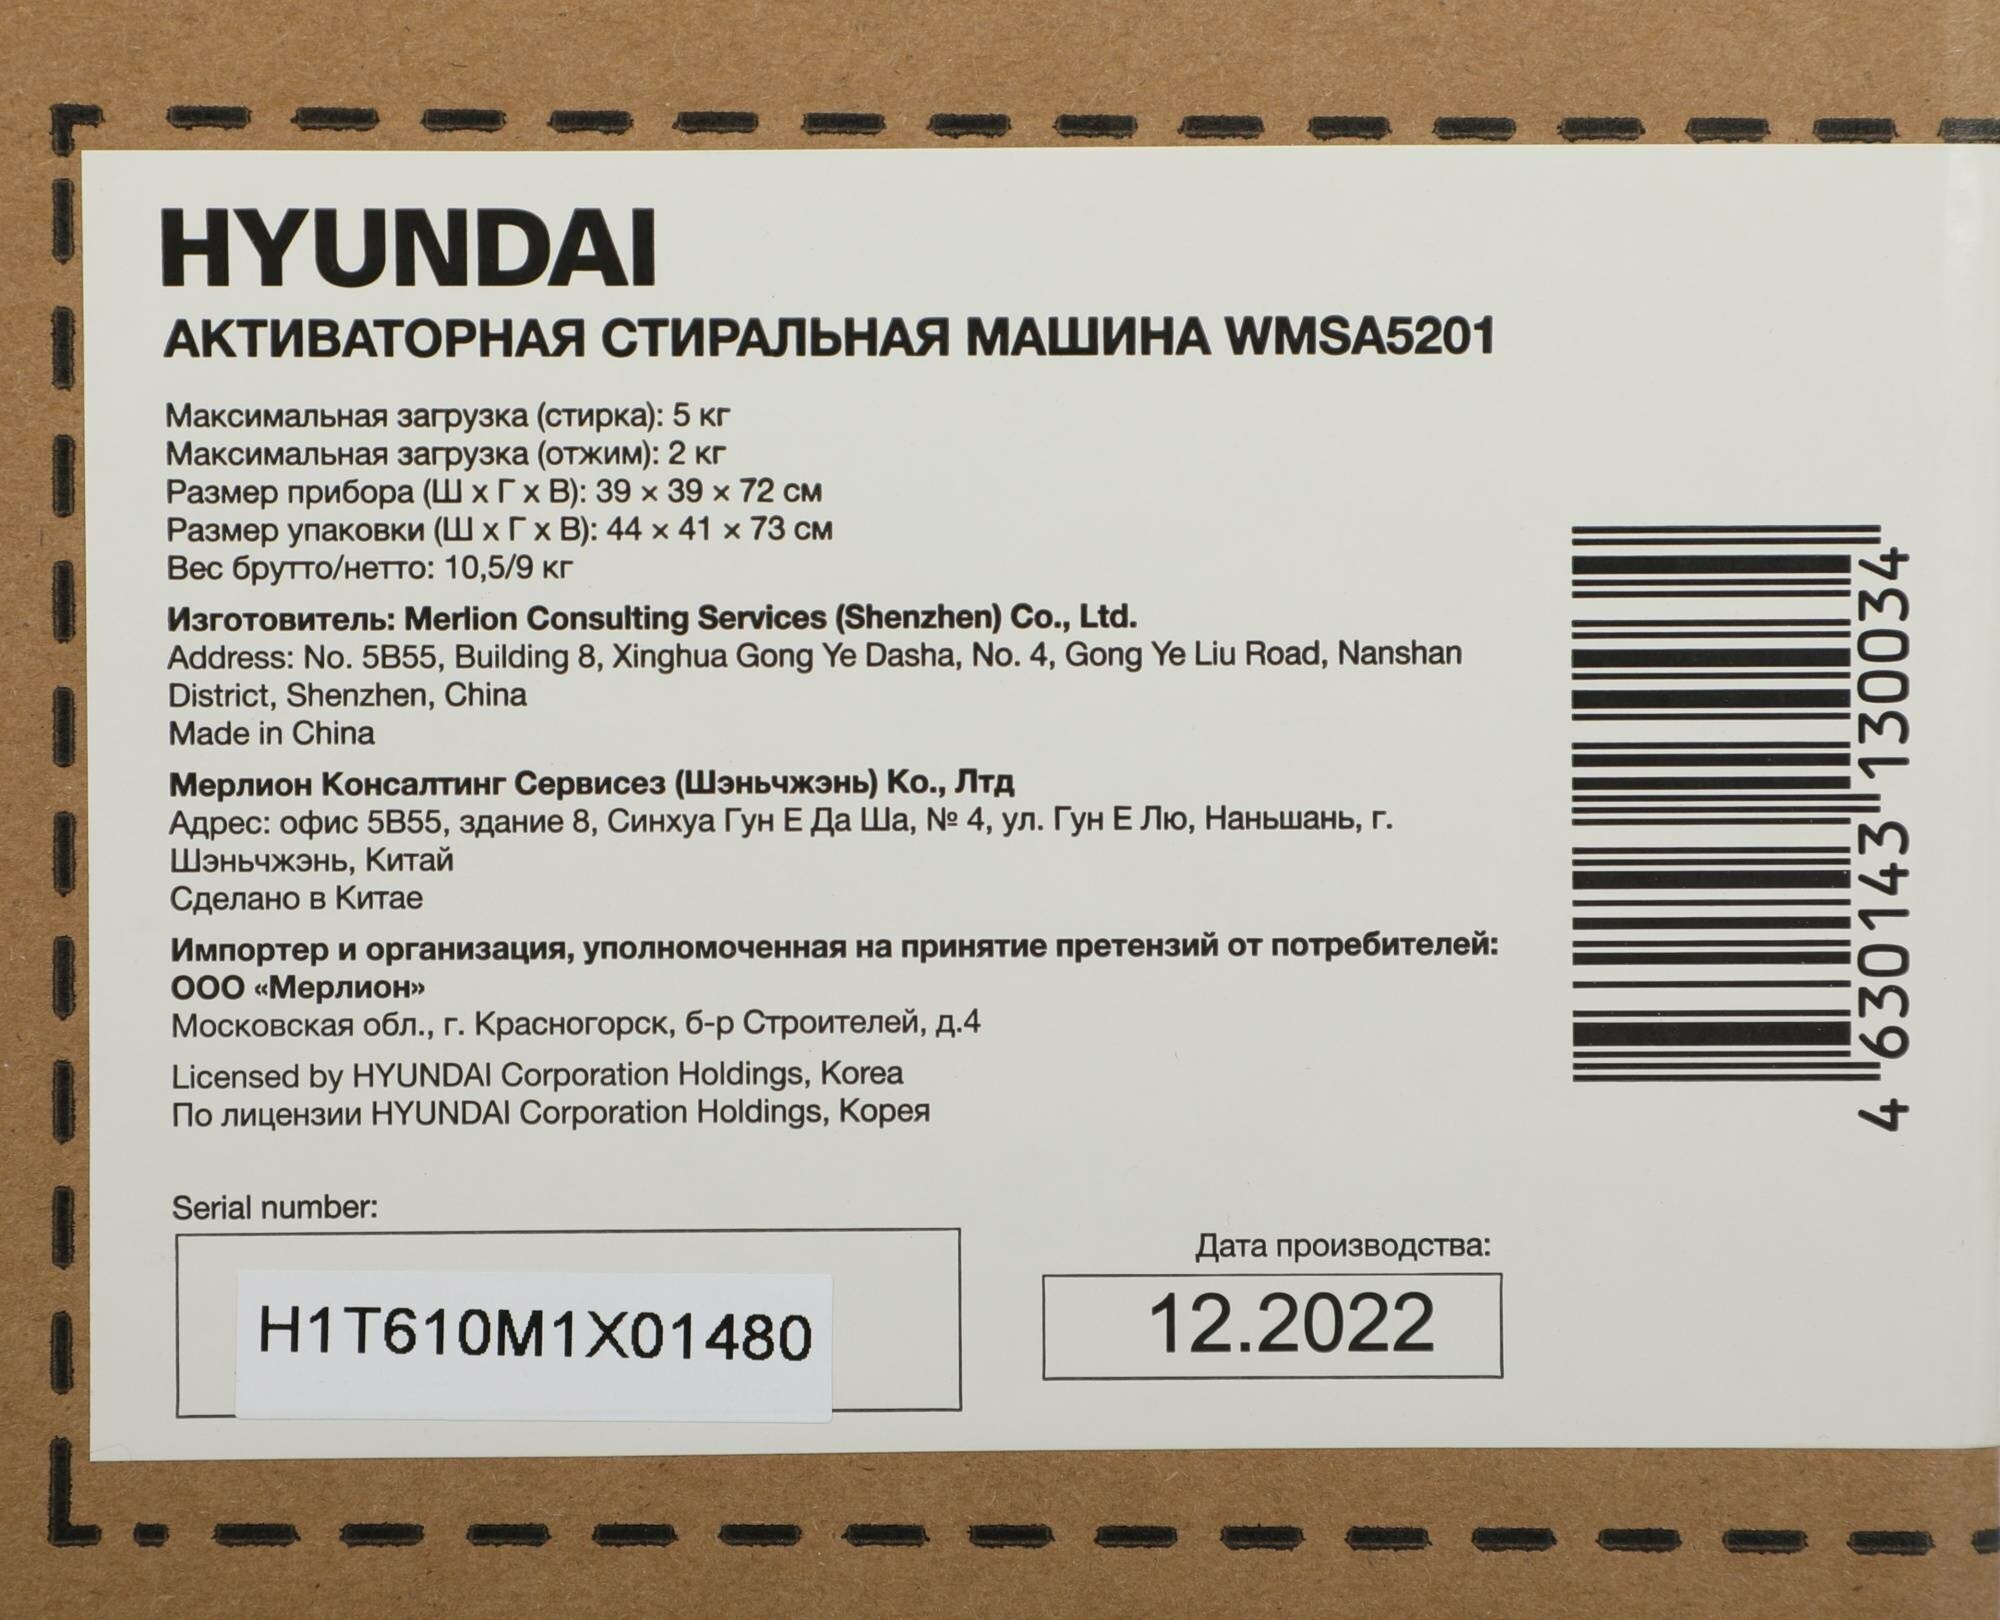 HYUNDAI
АКТИВАТОРНАЯ СТИРАЛЬНАЯ МАШИНА WMSA5201
Максимальная загрузка (стирка): 5 кг
Максимальная загрузка (отжим): 2 кг
Размер прибора (Ш х Г х В): 39 × 39 × 72 см
Размер упаковки (Ш х Г х В): 44 × 41 × 73 см
Вес брутто/нетто: 10,5/9 кг
Изготовитель: Merlion Consulting Services (Shenzhen) Co., Ltd.
Address: No. 5B55, Building 8, Xinghua Gong Ye Dasha, No. 4, Gong Ye Liu Road, Nanshan
District, Shenzhen, China
Made in China
Мерлион Консалтинг Сервисез (Шэньчжэнь) Ко., Лтд
Адрес: офис 5B55, здание 8, Синхуа Гун Е Да Ша, № 4, ул. Гун Е Лю, Наньшань, г.
Шэньчжэнь, Китай
Сделано в Китае
Импортер и организация, уполномоченная на принятие претензий от потребителей:
ООО «Мерлион»
Московская обл., г. Красногорск, б-р Строителей, д.4
Licensed by HYUNDAI Corporation Holdings, Korea
По лицензии HYUNDAI Corporation Holdings, Корея
Serial number:
H1T610M1X01480
Дата производства:
12.2022
4 630143 130034